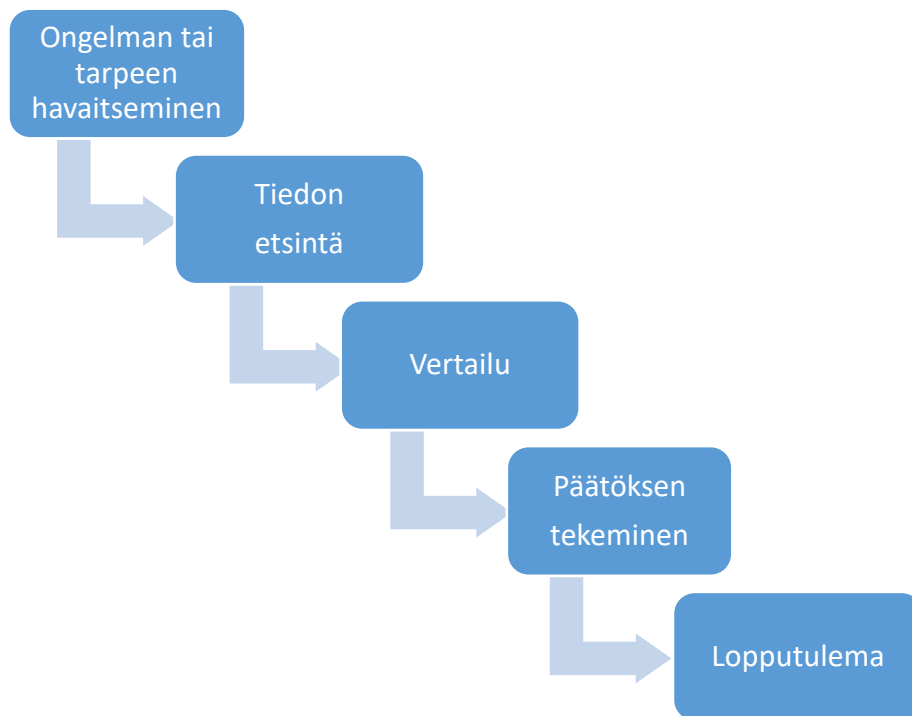 Ongelman tai
tarpeen
havaitseminen
Tiedon
etsintä
Vertailu
Päätöksen
tekeminen
Lopputulema